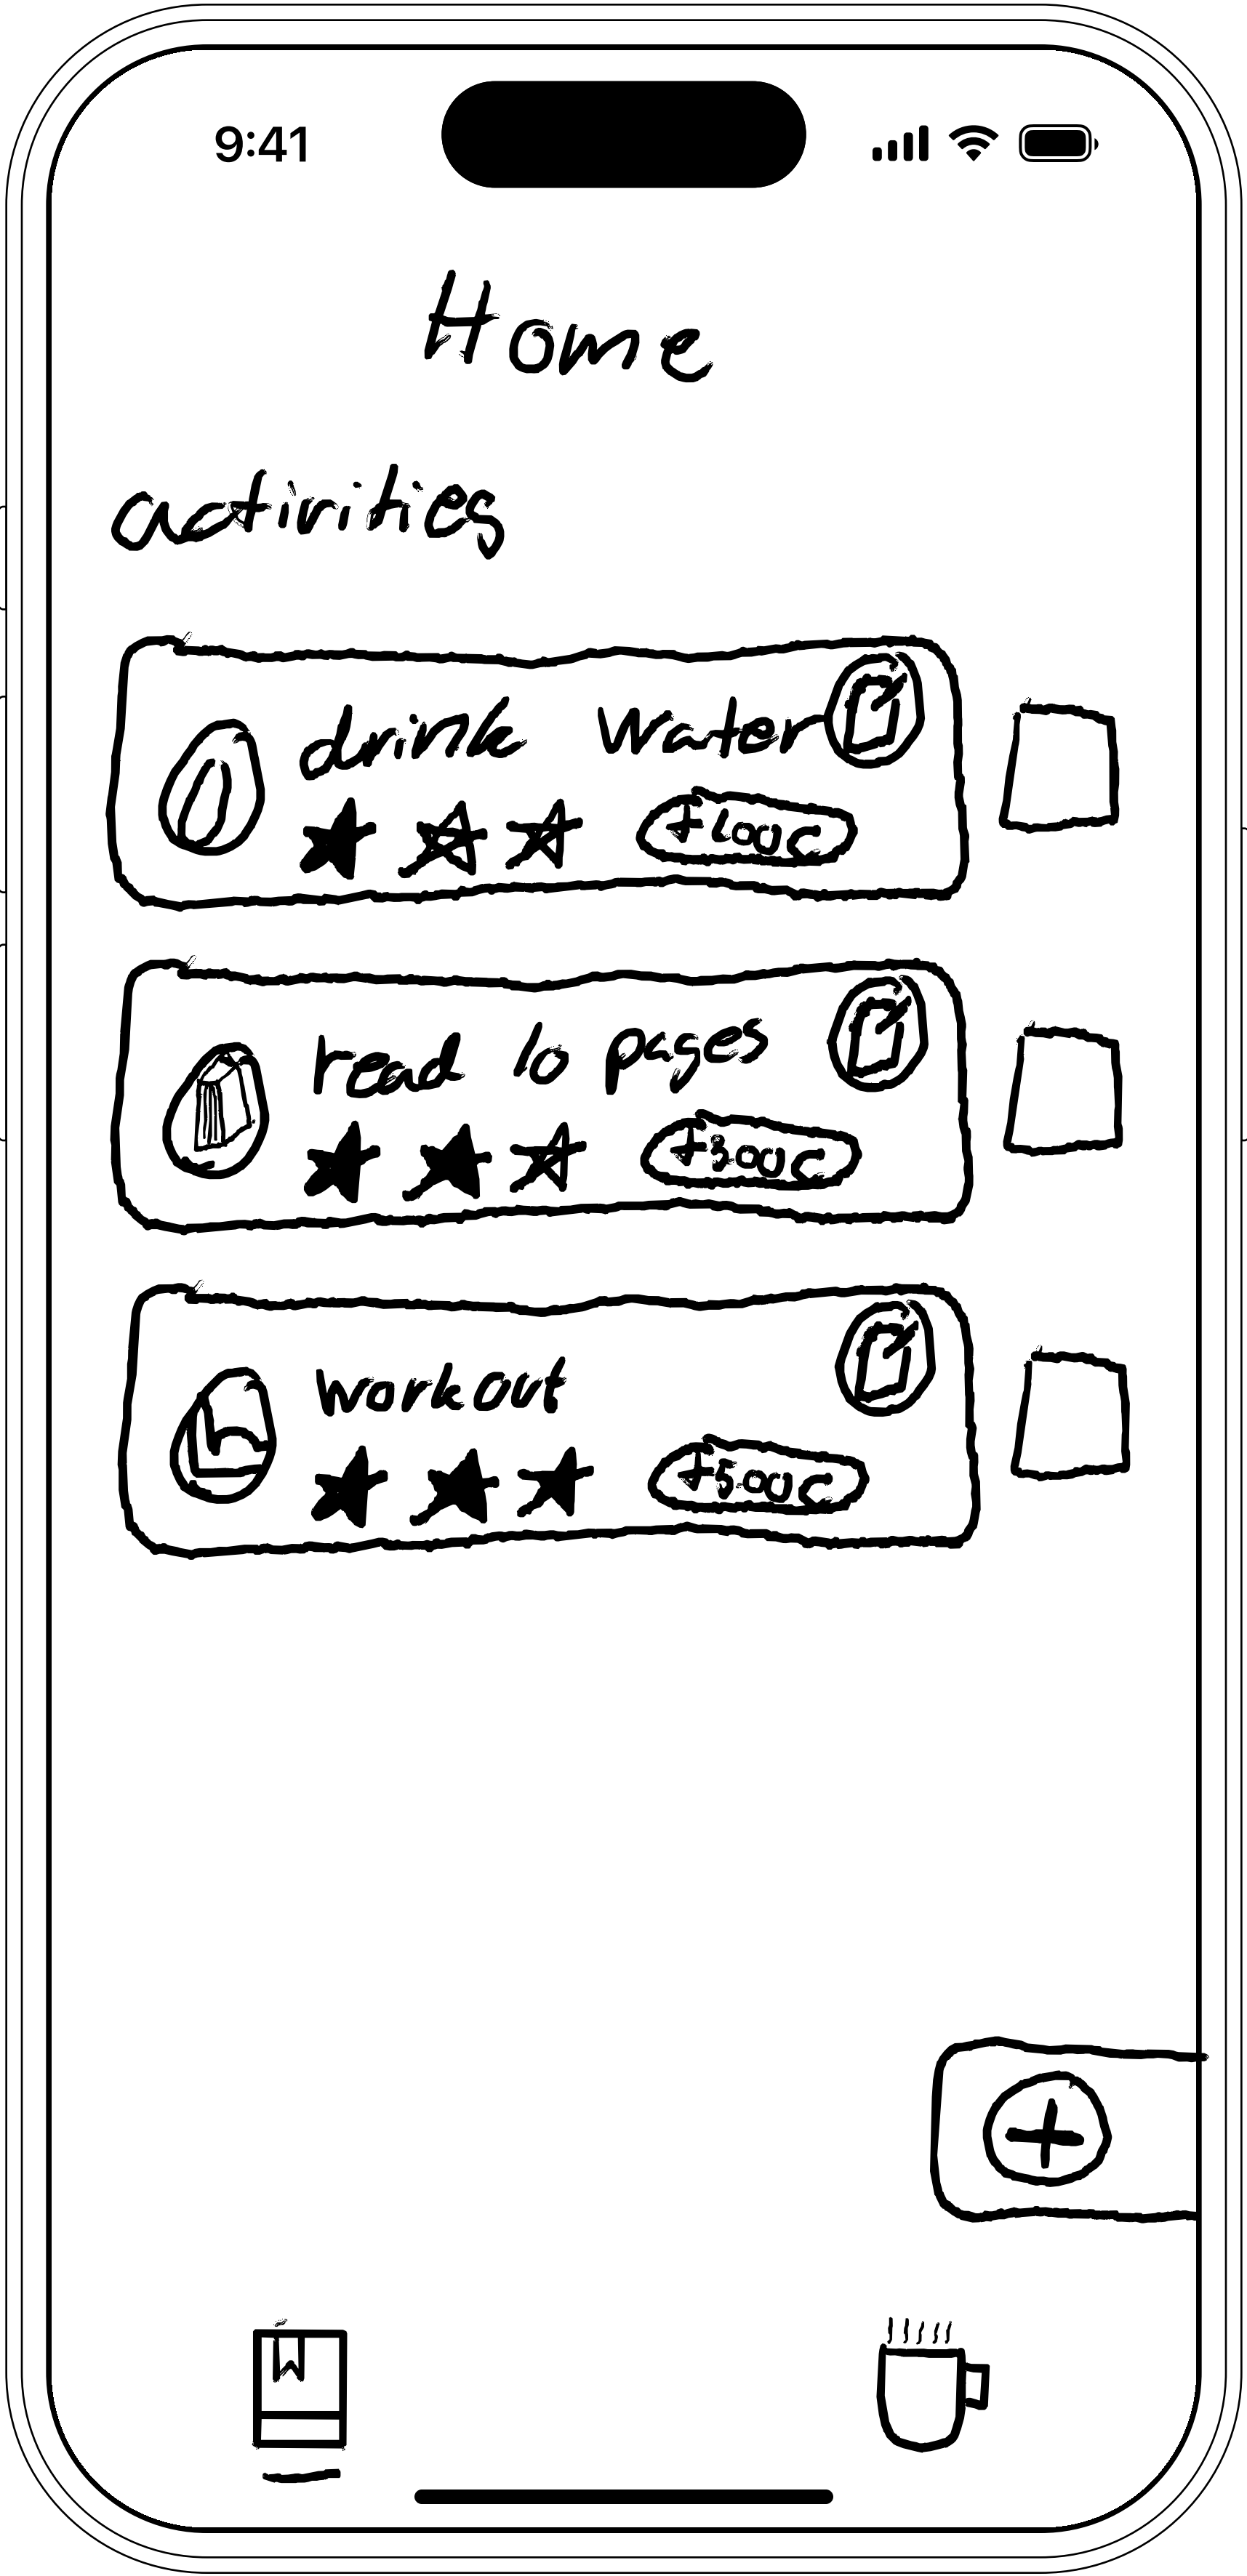 9:41
Home
activities
drink water
+100C
read 10 pages
+300C
workout
+500C